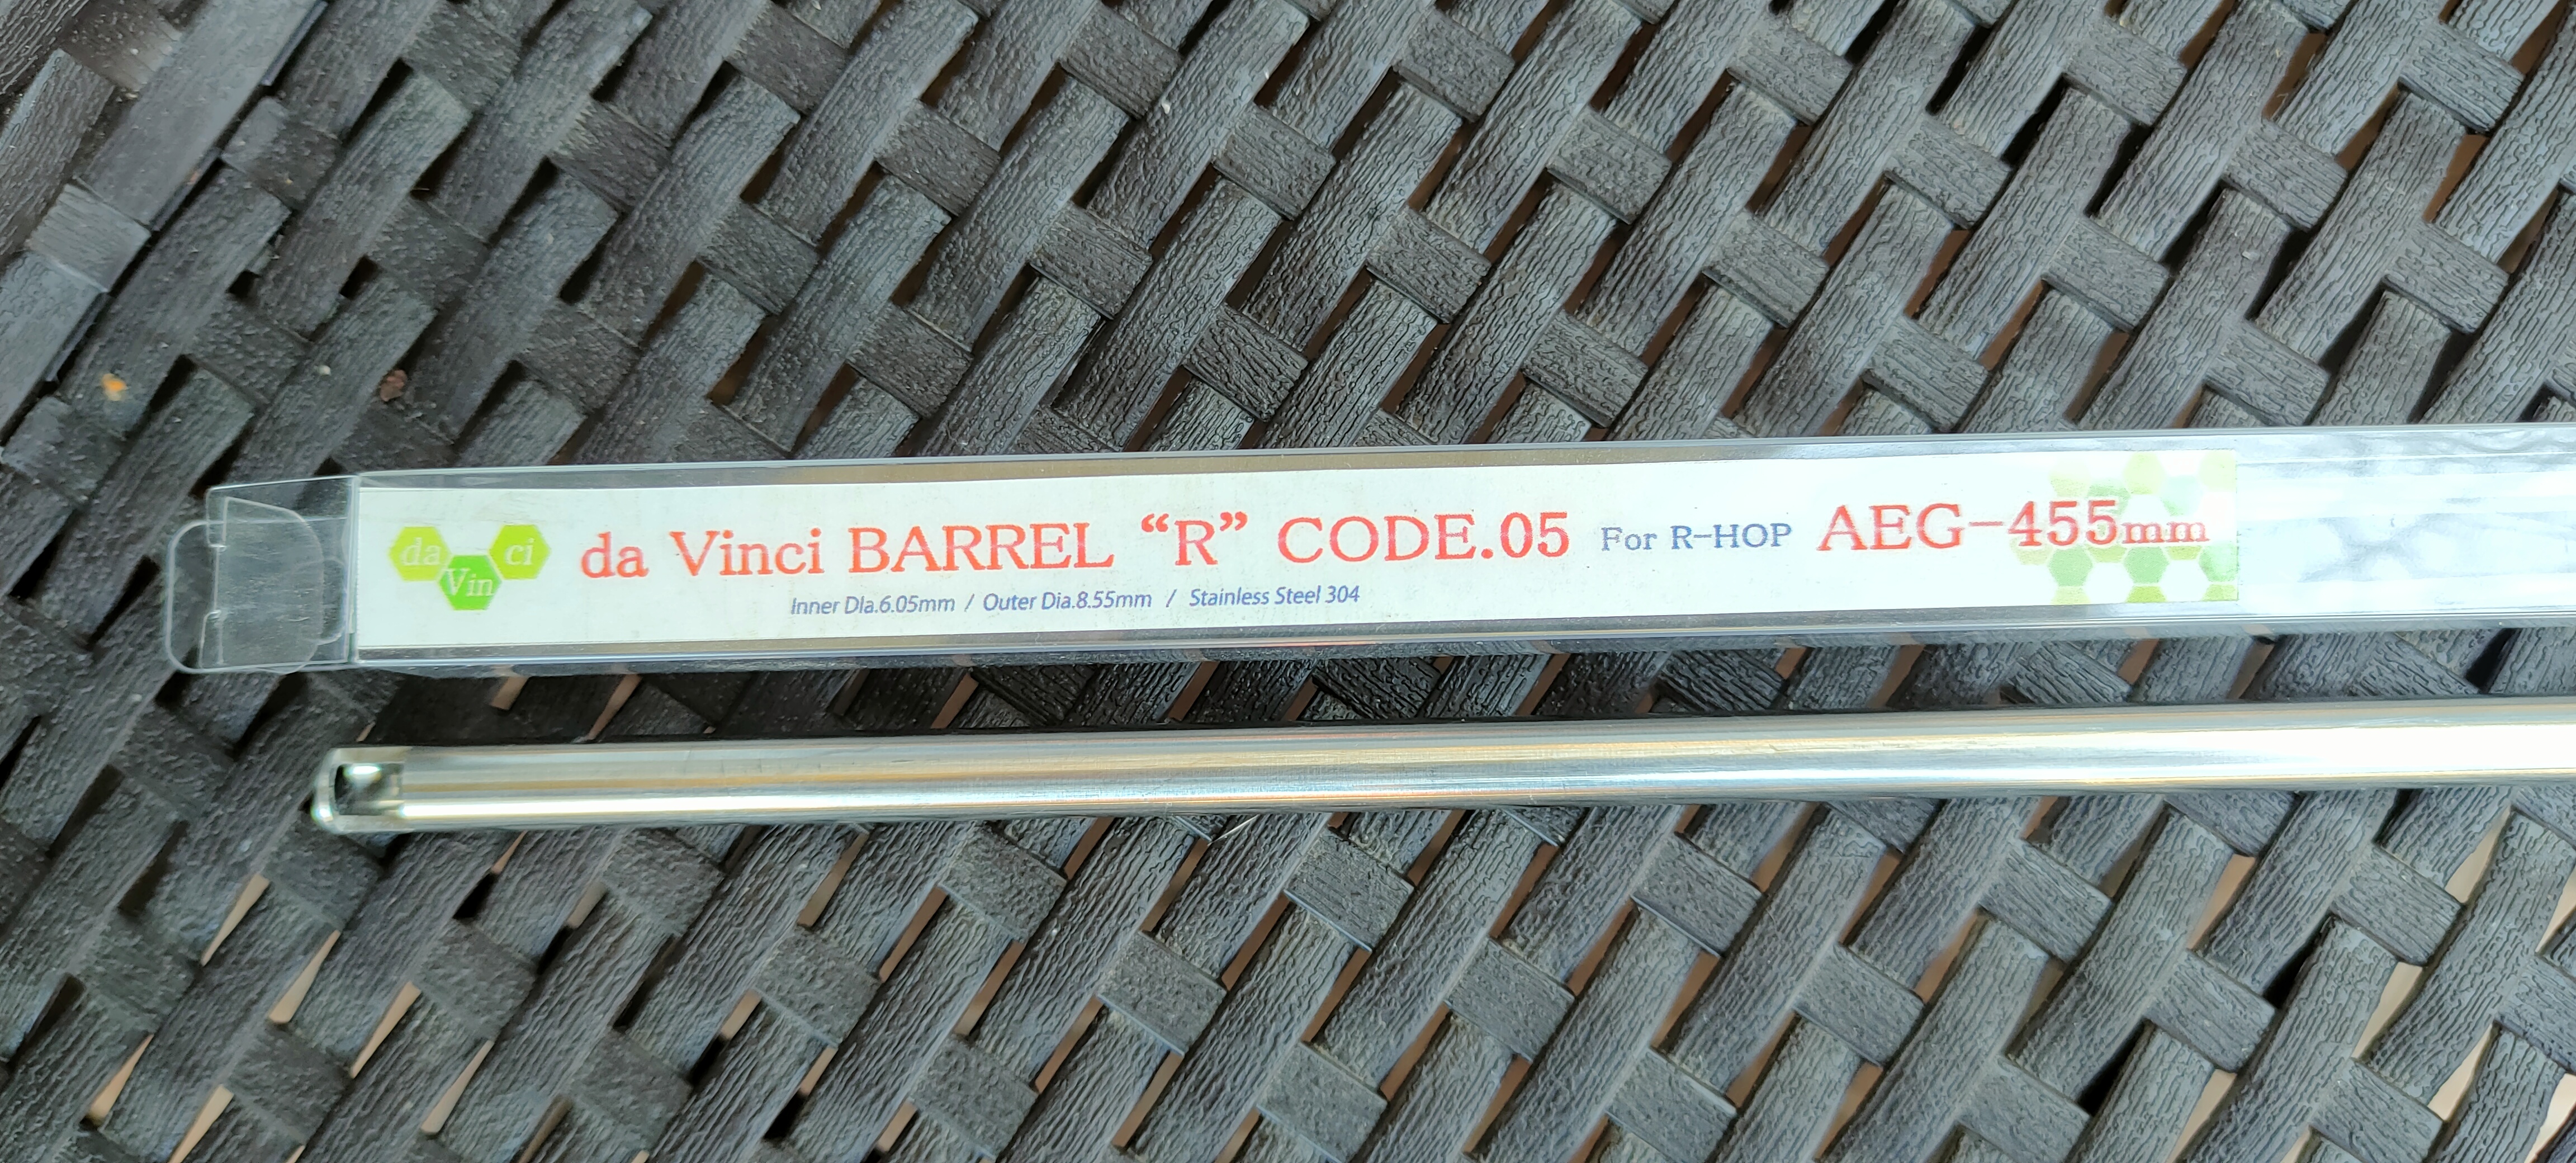 da Vin ci
da Vinci BARREL “R” CODE.05 For R-HOP AEG-455mm
Inner Dia.6.05mm / Outer Dia.8.55mm / Stainless Steel 304